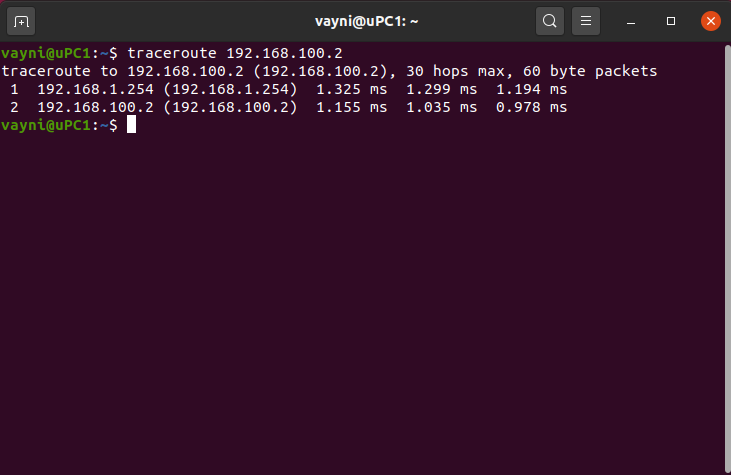 vayni@uPC1: ~
vayni@uPC1:~$ traceroute 192.168.100.2
traceroute to 192.168.100.2 (192.168.100.2), 30 hops max, 60 byte packets
 1  192.168.1.254 (192.168.1.254)  1.325 ms  1.299 ms  1.194 ms
 2  192.168.100.2 (192.168.100.2)  1.155 ms  1.035 ms  0.978 ms
vayni@uPC1:~$